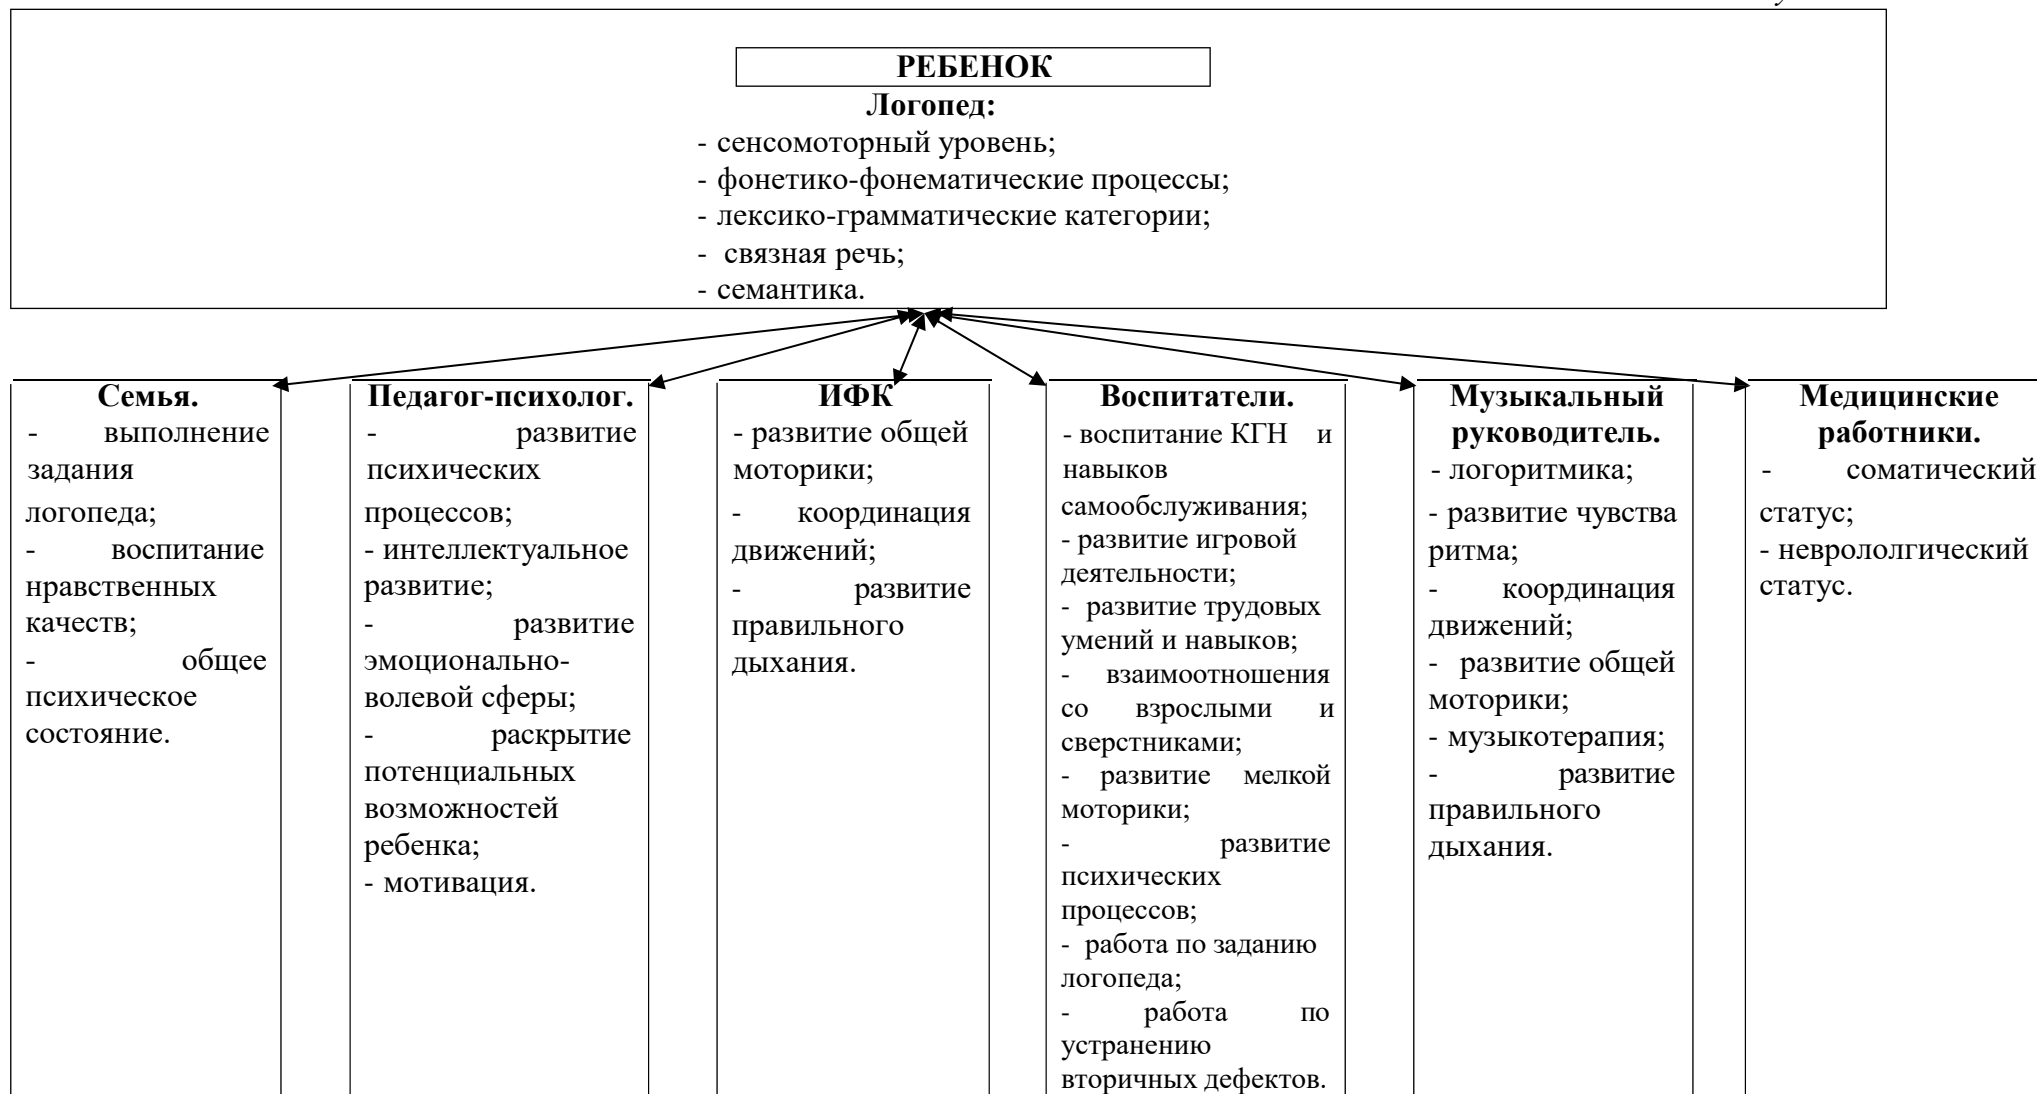 РЕБЕНОК
Логопед:
- сенсомоторный уровень;
- фонетико-фонематические процессы;
- лексико-грамматические категории;
- связная речь;
- семантика.
Семья.
- выполнение
задания
логопеда;
- воспитание
нравственных
качеств;
- общее
психическое
состояние.
Педагог-психолог.
- развитие
психических
процессов;
- интеллектуальное
развитие;
- развитие
эмоционально-
волевой сферы;
- раскрытие
потенциальных
возможностей
ребенка;
- мотивация.
ИФК
- развитие общей
моторики;
- координация
движений;
- развитие
правильного
дыхания.
Воспитатели.
- воспитание КГН и
навыков
самообслуживания;
- развитие игровой
деятельности;
- развитие трудовых
умений и навыков;
- взаимоотношения
со взрослыми и
сверстниками;
- развитие мелкой
моторики;
- развитие
психических
процессов;
- работа по заданию
логопеда;
- работа по
устранению
вторичных дефектов.
Музыкальный
руководитель.
- логоритмика;
- развитие чувства
ритма;
- координация
движений;
- развитие общей
моторики;
- музыкотерапия;
- развитие
правильного
дыхания.
Медицинские
работники.
- соматический
статус;
- неврололгический
статус.